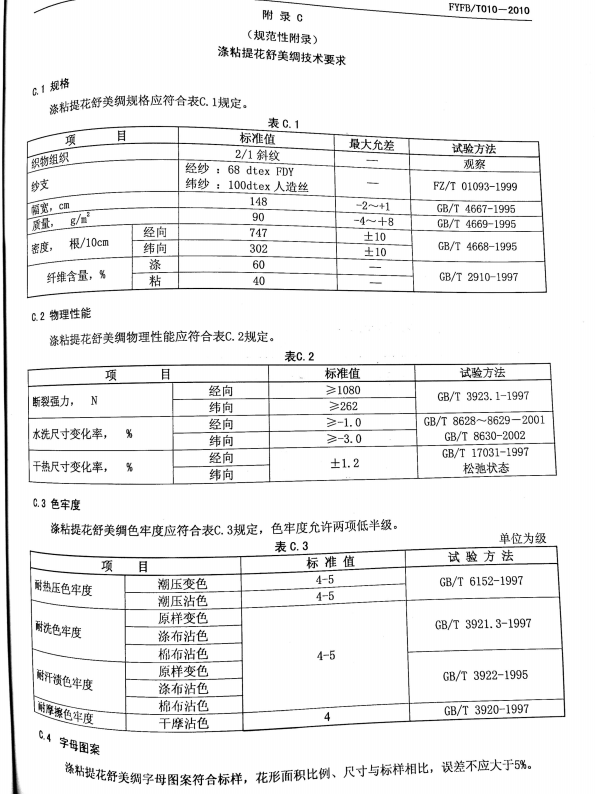 FYFB/T010—2010
附 录 C
（规范性附录）
涤粘提花舒美绸技术要求
C.1 规格
涤粘提花舒美绸规格应符合表C.1规定。
表 C.1
项 目 标准值 最大允差 试验方法
织物组织 2/1 斜纹 — 观察
纱支 经纱 ：68 dtex FDY — FZ/T 01093-1999
纬纱 ：100dtex 人造丝
幅宽，cm 148 -2～+1 GB/T 4667-1995
质量， g/m² 90 -4～+8 GB/T 4669-1995
密度， 根/10cm 经向 747 ±10 GB/T 4668-1995
纬向 302 ±10
纤维含量，% 涤 60 — GB/T 2910-1997
粘 40 —
C.2 物理性能
涤粘提花舒美绸物理性能应符合表C.2规定。
表C.2
项 目 标准值 试验方法
断裂强力， N 经向 ≥1080 GB/T 3923.1-1997
纬向 ≥262
水洗尺寸变化率， % 经向 ≥-1.0 GB/T 8628～8629－2001
纬向 ≥-3.0 GB/T 8630-2002
干热尺寸变化率， % 经向 ±1.2 GB/T 17031-1997
纬向 松弛状态
C.3 色牢度
涤粘提花舒美绸色牢度应符合表C.3规定，色牢度允许两项低半级。
表 C.3 单位为级
项 目 标 准 值 试 验 方 法
耐热压色牢度 潮压变色 4-5 GB/T 6152-1997
潮压沾色 4-5
耐洗色牢度 原样变色 4-5 GB/T 3921.3-1997
涤布沾色
棉布沾色
耐汗渍色牢度 原样变色 GB/T 3922-1995
涤布沾色
棉布沾色
耐摩擦色牢度 干摩沾色 4 GB/T 3920-1997
C.4 字母图案
涤粘提花舒美绸字母图案符合标样，花形面积比例、尺寸与标样相比，误差不应大于5%。